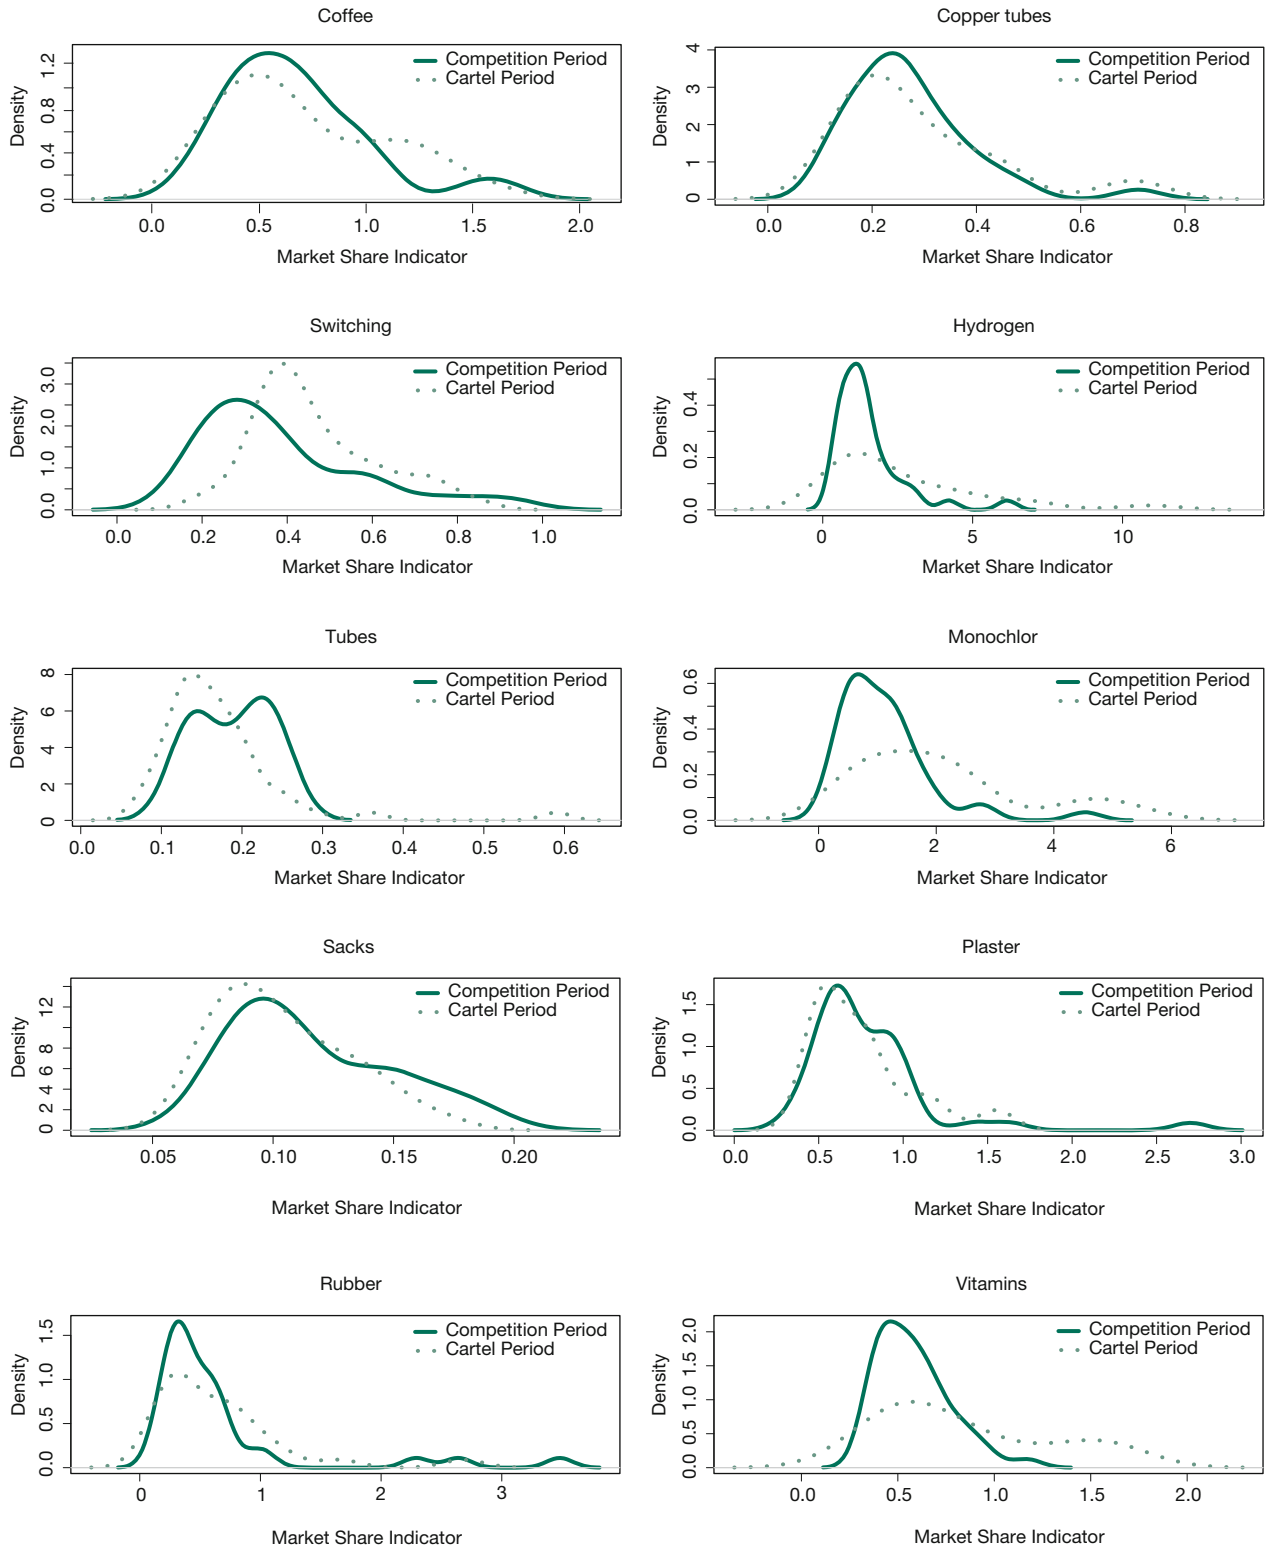 Coffee
Density
0.0 0.4 0.8 1.2
Competition Period
Cartel Period
0.0 0.5 1.0 1.5 2.0
Market Share Indicator
Copper tubes
Density
0 1 2 3 4
Competition Period
Cartel Period
0.0 0.2 0.4 0.6 0.8
Market Share Indicator
Switching
Density
0.0 1.0 2.0 3.0
Competition Period
Cartel Period
0.0 0.2 0.4 0.6 0.8 1.0
Market Share Indicator
Hydrogen
Density
0.0 0.2 0.4
Competition Period
Cartel Period
0 5 10
Market Share Indicator
Tubes
Density
0 2 4 6 8
Competition Period
Cartel Period
0.0 0.1 0.2 0.3 0.4 0.5 0.6
Market Share Indicator
Monochlor
Density
0.0 0.2 0.4 0.6
Competition Period
Cartel Period
0 2 4 6
Market Share Indicator
Sacks
Density
0 2 4 6 8 12
Competition Period
Cartel Period
0.05 0.10 0.15 0.20
Market Share Indicator
Plaster
Density
0.0 0.5 1.0 1.5
Competition Period
Cartel Period
0.0 0.5 1.0 1.5 2.0 2.5 3.0
Market Share Indicator
Rubber
Density
0.0 0.5 1.0 1.5
Competition Period
Cartel Period
0 1 2 3
Market Share Indicator
Vitamins
Density
0.0 0.5 1.0 1.5 2.0
Competition Period
Cartel Period
0.0 0.5 1.0 1.5 2.0
Market Share Indicator